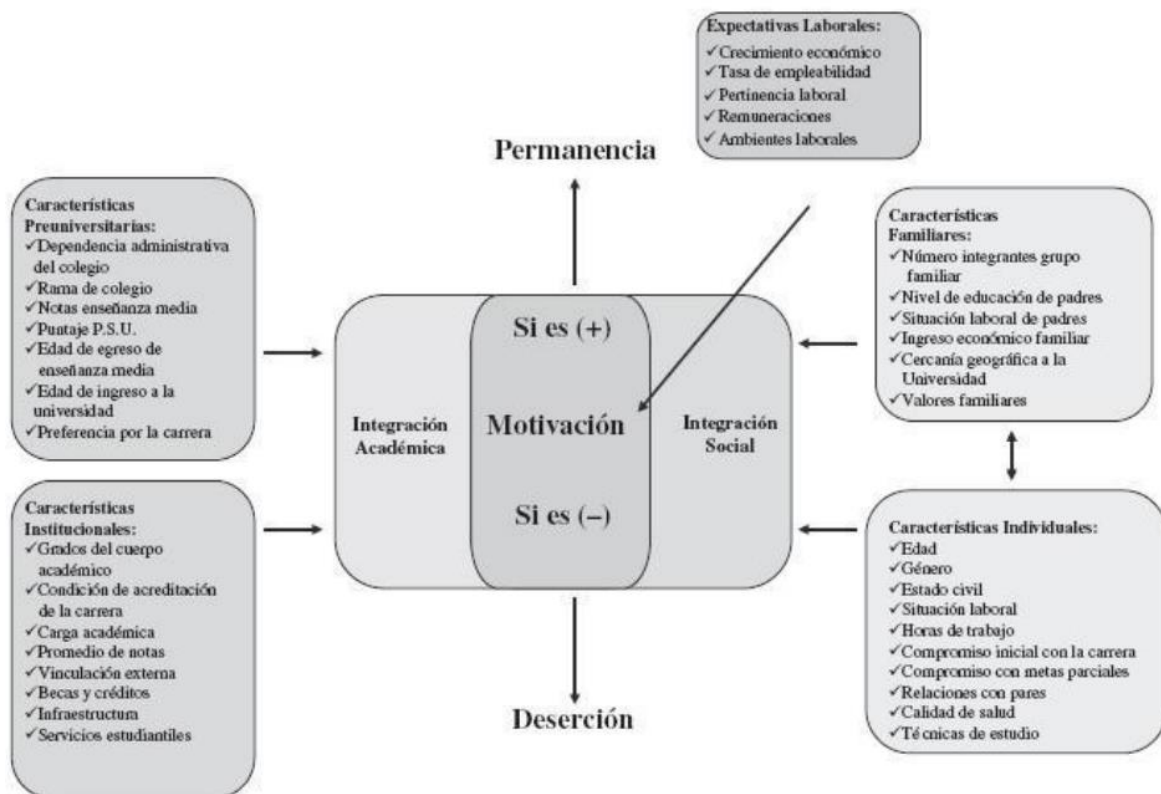 Expectativas Laborales:
✓Crecimiento económico
✓Tasa de empleabilidad
✓Pertinencia laboral
✓Remuneraciones
✓Ambientes laborales
Permanencia
Características
Preuniversitarias:
✓Dependencia administrativa
del colegio
✓Rama de colegio
✓Notas enseñanza media
✓Puntaje P.S.U.
✓Edad de egreso de
enseñanza media
✓Edad de ingreso a la
universidad
✓Preferencia por la carrera
Características
Institucionales:
✓Grados del cuerpo
académico
✓Condición de acreditación
de la carrera
✓Carga académica
✓Promedio de notas
✓Vinculación externa
✓Becas y créditos
✓Infraestructura
✓Servicios estudiantiles
Integración
Académica
Si es (+)
Motivación
Si es (–)
Integración
Social
Deserción
Características
Familiares:
✓Número integrantes grupo
familiar
✓Nivel de educación de padres
✓Situación laboral de padres
✓Ingreso económico familiar
✓Cercanía geográfica a la
Universidad
✓Valores familiares
Características Individuales:
✓Edad
✓Género
✓Estado civil
✓Situación laboral
✓Horas de trabajo
✓Compromiso inicial con la carrera
✓Compromiso con metas parciales
✓Relaciones con pares
✓Calidad de salud
✓Técnicas de estudio